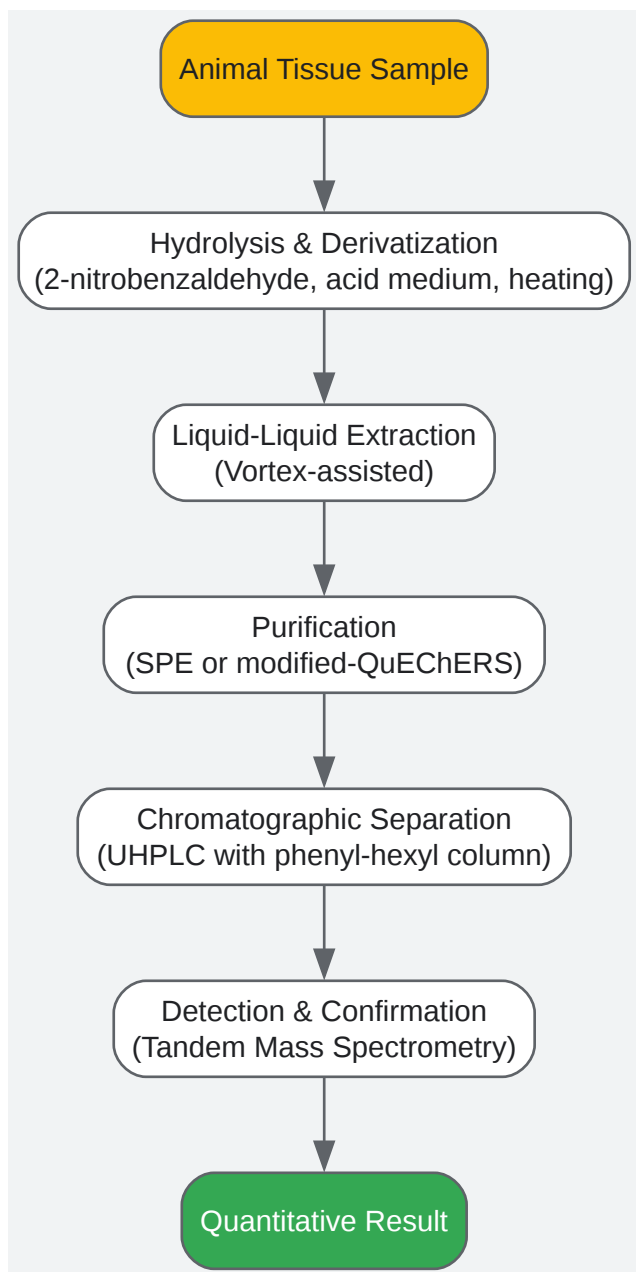 Animal Tissue Sample
Hydrolysis & Derivatization
(2-nitrobenzaldehyde, acid medium, heating)
Liquid-Liquid Extraction
(Vortex-assisted)
Purification
(SPE or modified-QuEChERS)
Chromatographic Separation
(UHPLC with phenyl-hexyl column)
Detection & Confirmation
(Tandem Mass Spectrometry)
Quantitative Result